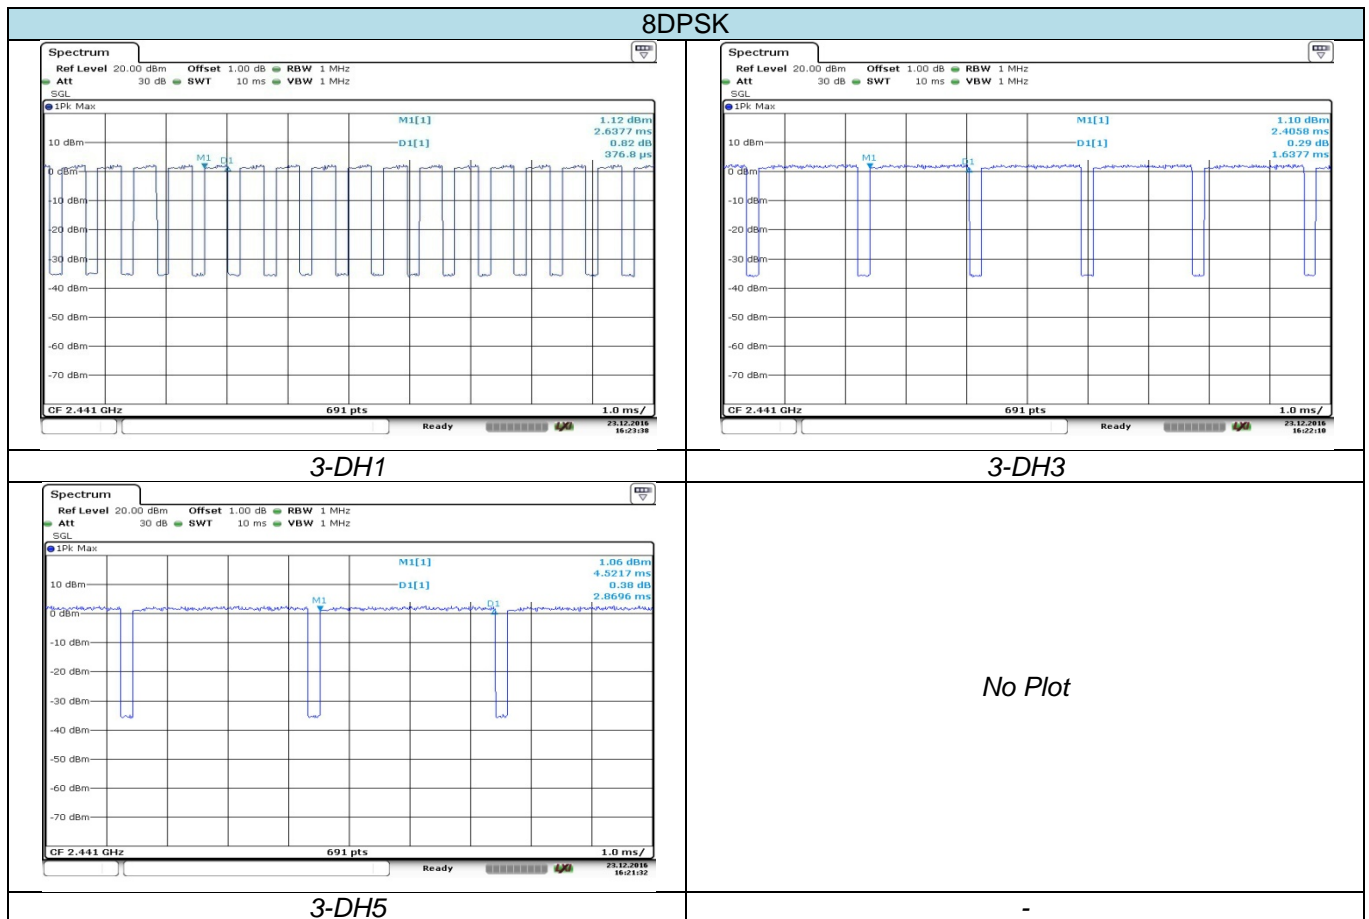 8DPSK
Spectrum
Ref Level 20.00 dBm Offset 1.00 dB RBW 1 MHz
Att 30 dB SWT 10 ms VBW 1 MHz
SGL
1Pk Max
M1[1] 1.12 dBm
2.6377 ms
10 dBm D1[1] 0.82 dB
376.8 µs
M1 D1
0 dBm
-10 dBm
-20 dBm
-30 dBm
-40 dBm
-50 dBm
-60 dBm
-70 dBm
CF 2.441 GHz 691 pts 1.0 ms/
Ready 23.12.2016
16:23:38
3-DH1
Spectrum
Ref Level 20.00 dBm Offset 1.00 dB RBW 1 MHz
Att 30 dB SWT 10 ms VBW 1 MHz
SGL
1Pk Max
M1[1] 1.10 dBm
2.4058 ms
10 dBm D1[1] 0.29 dB
1.6377 ms
M1 D1
0 dBm
-10 dBm
-20 dBm
-30 dBm
-40 dBm
-50 dBm
-60 dBm
-70 dBm
CF 2.441 GHz 691 pts 1.0 ms/
Ready 23.12.2016
16:22:10
3-DH3
Spectrum
Ref Level 20.00 dBm Offset 1.00 dB RBW 1 MHz
Att 30 dB SWT 10 ms VBW 1 MHz
SGL
1Pk Max
M1[1] 1.06 dBm
4.5217 ms
10 dBm D1[1] 0.38 dB
2.8696 ms
M1 D1
0 dBm
-10 dBm
-20 dBm
-30 dBm
-40 dBm
-50 dBm
-60 dBm
-70 dBm
CF 2.441 GHz 691 pts 1.0 ms/
Ready 23.12.2016
16:21:32
3-DH5
No Plot
-